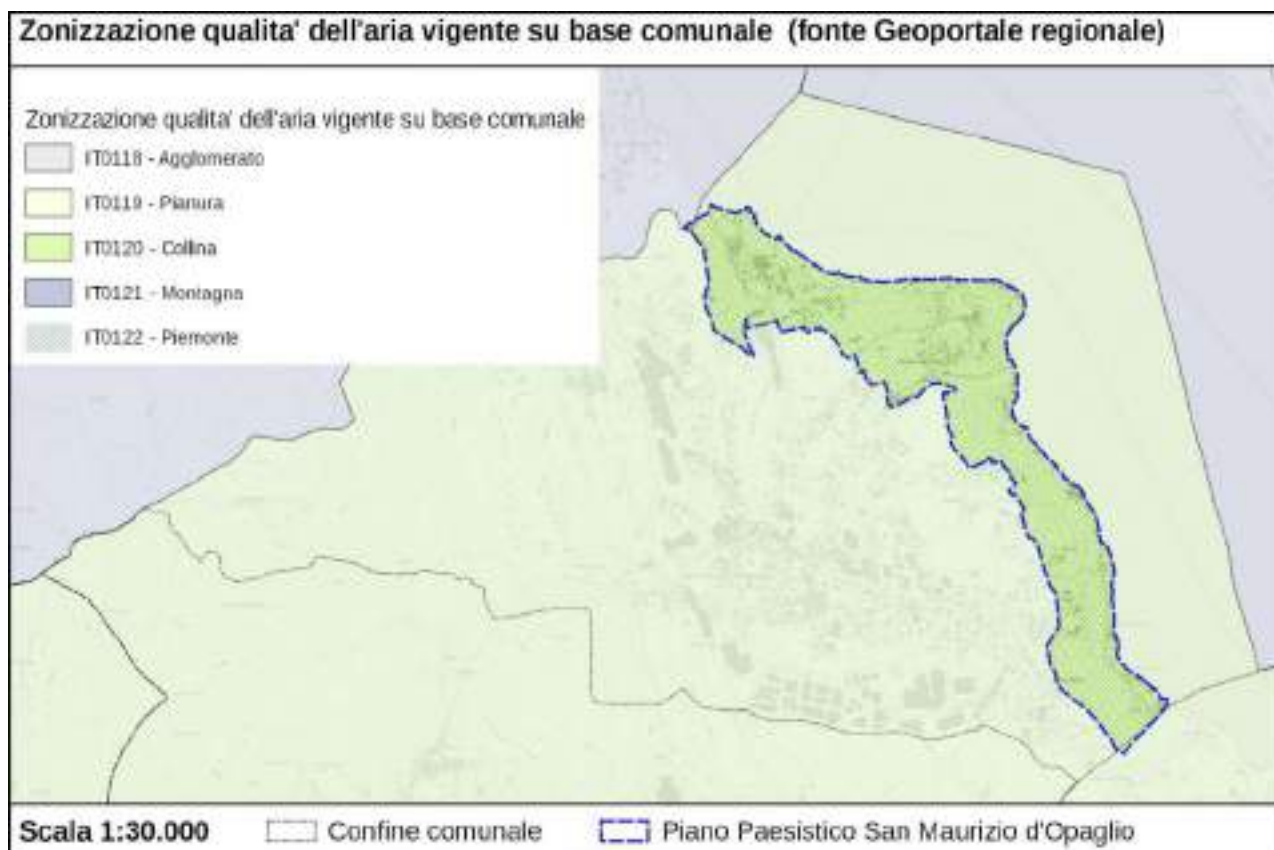 Zonizzazione qualita' dell'aria vigente su base comunale (fonte Geoportale regionale)
Zonizzazione qualita' dell'aria vigente su base comunale
IT0118 - Agglomerato
IT0119 - Pianura
IT0120 - Collina
IT0121 - Montagna
IT0122 - Piemonte
Scala 1:30.000
Confine comunale
Piano Paesistico San Maurizio d'Opaglio